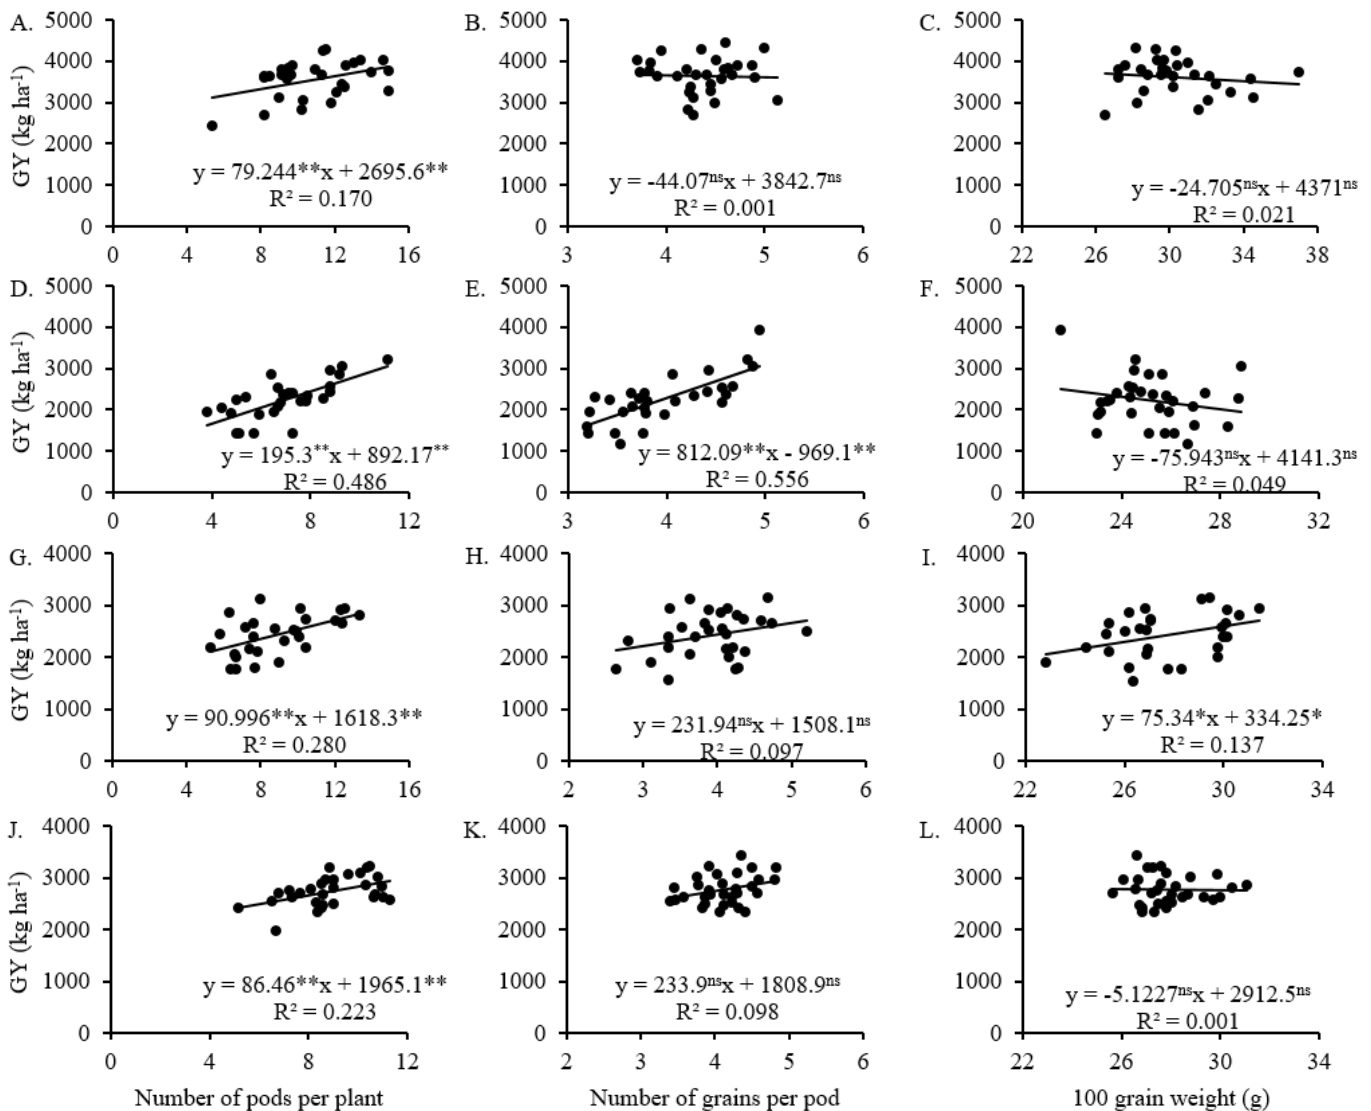 A. B. C.
GY (kg ha⁻¹)
5000 5000 5000
4000 4000 4000
3000 3000 3000
2000 2000 2000
1000 1000 1000
0 0 0
y = 79.244**x + 2695.6** y = -44.07ⁿˢx + 3842.7ⁿˢ y = -24.705ⁿˢx + 4371ⁿˢ
R² = 0.170 R² = 0.001 R² = 0.021
0 4 8 12 16 3 4 5 6 22 26 30 34 38
D. E. F.
GY (kg ha⁻¹)
5000 5000 5000
4000 4000 4000
3000 3000 3000
2000 2000 2000
1000 1000 1000
0 0 0
y = 195.3**x + 892.17** y = 812.09**x - 969.1** y = -75.943ⁿˢx + 4141.3ⁿˢ
R² = 0.486 R² = 0.556 R² = 0.049
4 8 12 3 4 5 6 20 24 28 32
G. H. I.
GY (kg ha⁻¹)
4000 4000 4000
3000 3000 3000
2000 2000 2000
1000 1000 1000
0 0 0
y = 90.996**x + 1618.3** y = 231.94ⁿˢx + 1508.1ⁿˢ y = 75.34*x + 334.25*
R² = 0.280 R² = 0.097 R² = 0.137
0 4 8 12 16 2 3 4 5 6 22 26 30 34
J. K. L.
GY (kg ha⁻¹)
4000 4000 4000
3000 3000 3000
2000 2000 2000
1000 1000 1000
0 0 0
y = 86.46**x + 1965.1** y = 233.9ⁿˢx + 1808.9ⁿˢ y = -5.1227ⁿˢx + 2912.5ⁿˢ
R² = 0.223 R² = 0.098 R² = 0.001
0 4 8 12 2 3 4 5 6 22 26 30 34
Number of pods per plant Number of grains per pod 100 grain weight (g)